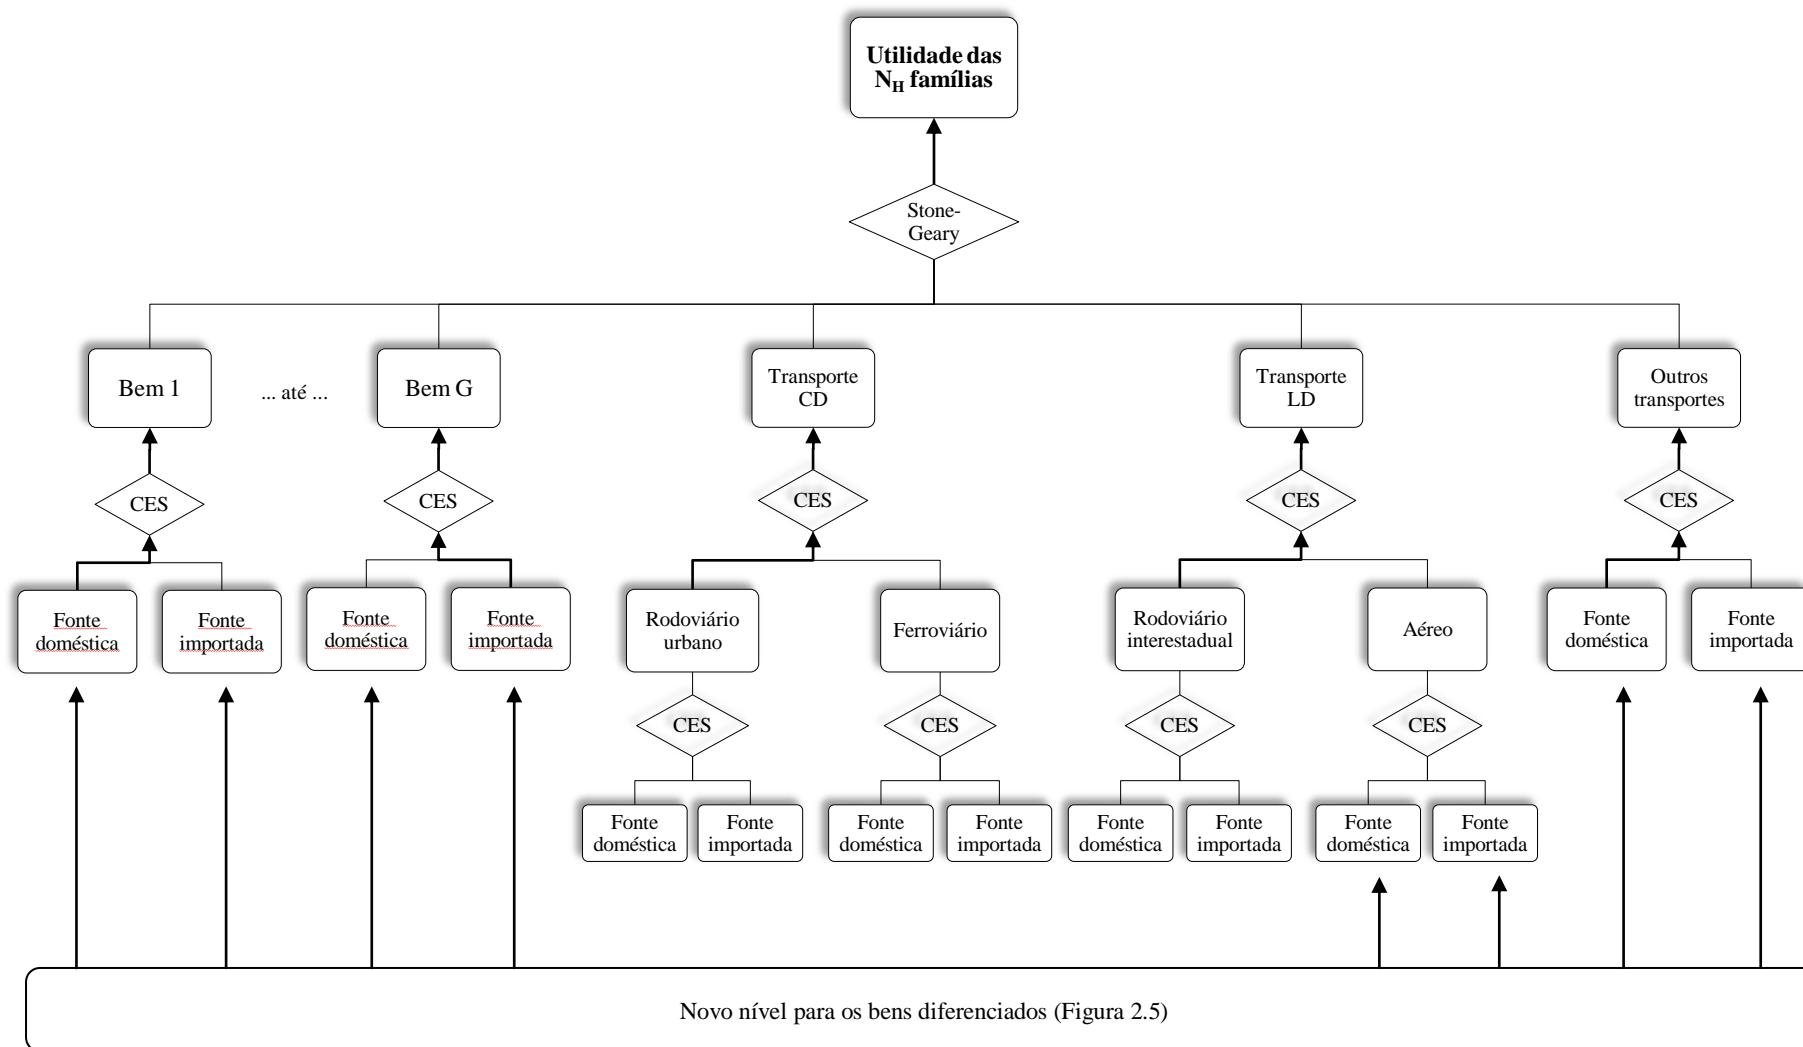 Utilidade das
N_H famílias
Stone-
Geary
Bem 1
... até ...
Bem G
Transporte
CD
Transporte
LD
Outros
transportes
CES
CES
CES
CES
CES
Fonte
doméstica
Fonte
importada
Fonte
doméstica
Fonte
importada
Rodoviário
urbano
Ferroviário
Rodoviário
interestadual
Aéreo
Fonte
doméstica
Fonte
importada
CES
CES
CES
CES
Fonte
doméstica
Fonte
importada
Fonte
doméstica
Fonte
importada
Fonte
doméstica
Fonte
importada
Fonte
doméstica
Fonte
importada
Novo nível para os bens diferenciados (Figura 2.5)